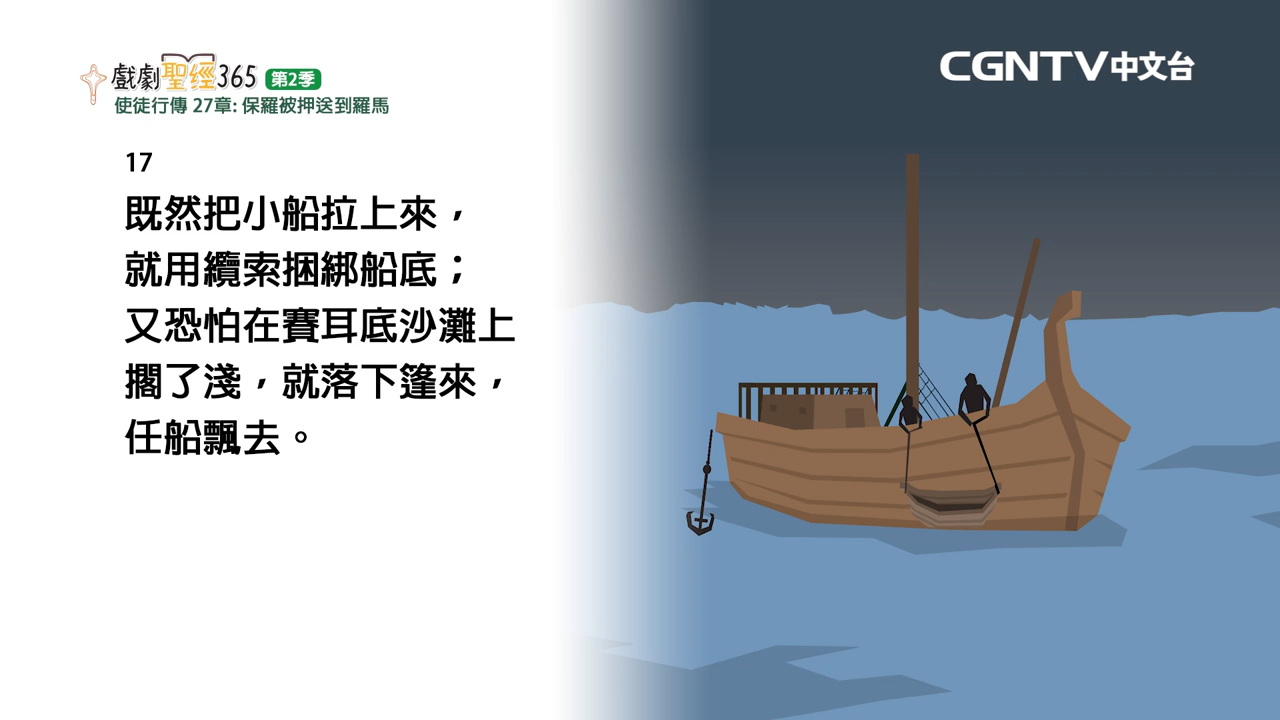 戲劇聖經365 第2季
使徒行傳 27章: 保羅被押送到羅馬
CGNTV中文台
17
既然把小船拉上來，
就用纜索捆綁船底；
又恐怕在賽耳底沙灘上
擱了淺，就落下篷來，
任船飄去。